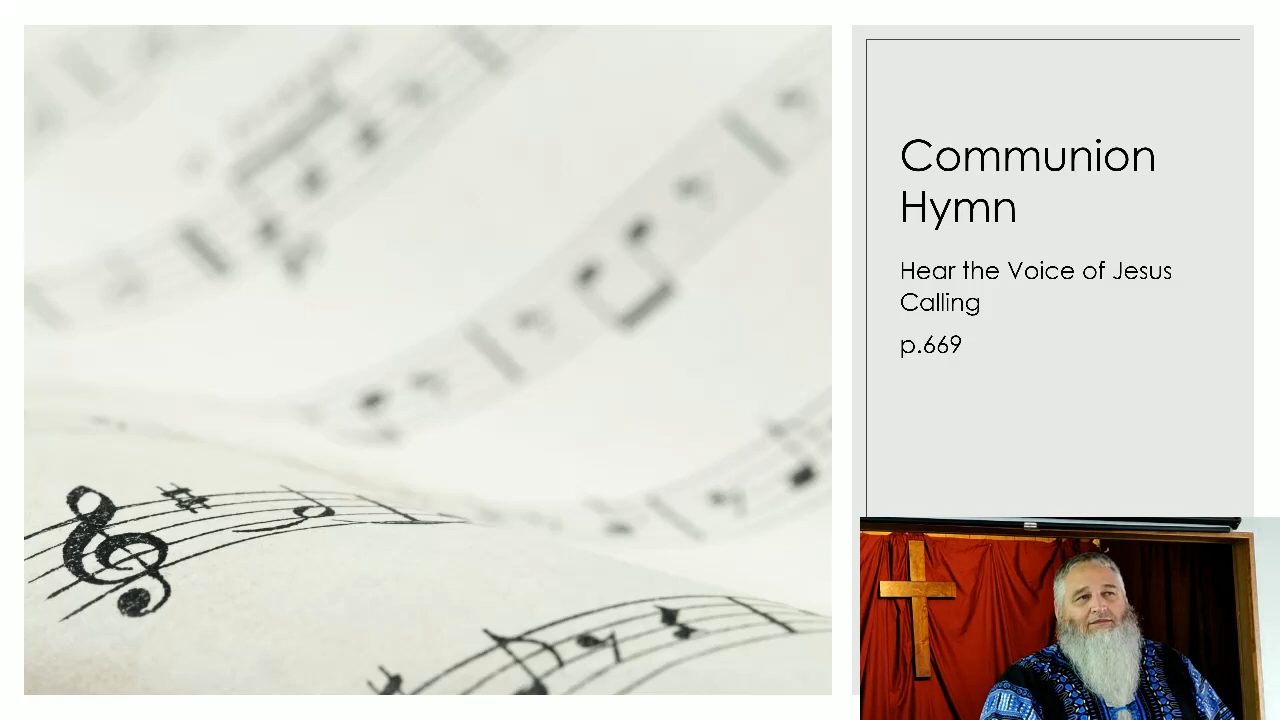 Communion
Hymn
Hear the Voice of Jesus
Calling
p.669